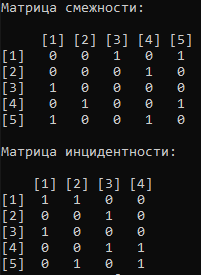 Матрица смежности:
[1] [2] [3] [4] [5]
[1] 0 0 1 0 1
[2] 0 0 0 1 0
[3] 1 0 0 0 0
[4] 0 1 0 0 1
[5] 1 0 0 1 0
Матрица инцидентности:
[1] [2] [3] [4]
[1] 1 1 0 0
[2] 0 0 1 0
[3] 1 0 0 0
[4] 0 0 1 1
[5] 0 1 0 1